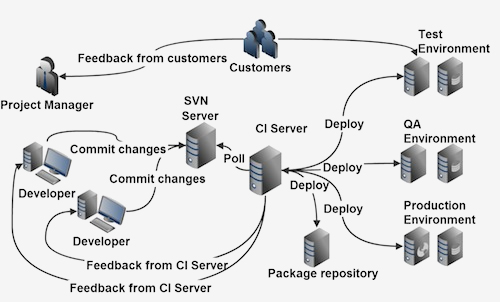 Test
Environment
Feedback from customers
Customers
Project Manager
SVN
Server
CI Server
Deploy
QA
Environment
Commit changes
Poll
Deploy
Commit changes
Deploy
Developer
Deploy
Production
Environment
Developer
Feedback from CI Server
Package repository
Feedback from CI Server